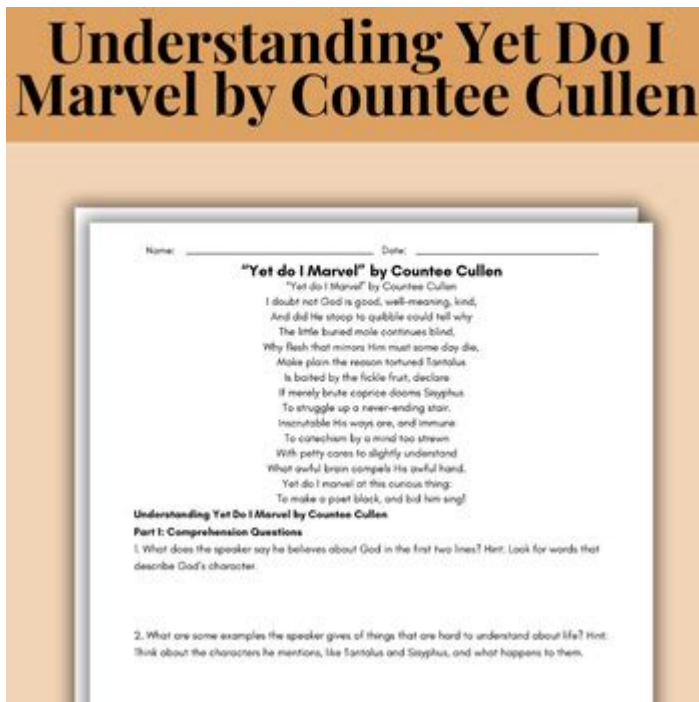 Understanding Yet Do I
Marvel by Countee Cullen
Name: Date:
"Yet do I Marvel" by Countee Cullen
"Yet do I Marvel" by Countee Cullen
I doubt not God is good, well-meaning, kind,
And did He stoop to quibble could tell why
The little buried mole continues blind,
Why flesh that mirrors Him must some day die,
Make plain the reason tortured Tantalus
Is baited by the fickle fruit, declare
If merely brute caprice dooms Sisyphus
To struggle up a never-ending stair.
Inscrutable His ways are, and immune
To catechism by a mind too strewn
With petty cares to slightly understand
What awful brain compels His awful hand.
Yet do I marvel at this curious thing:
To make a poet black, and bid him sing!
Understanding Yet Do I Marvel by Countee Cullen
Part I: Comprehension Questions
1. What does the speaker say he believes about God in the first two lines? Hint: Look for words that
describe God's character.
2. What are some examples the speaker gives of things that are hard to understand about life? Hint:
Think about the characters he mentions, like Tantalus and Sisyphus, and what happens to them.